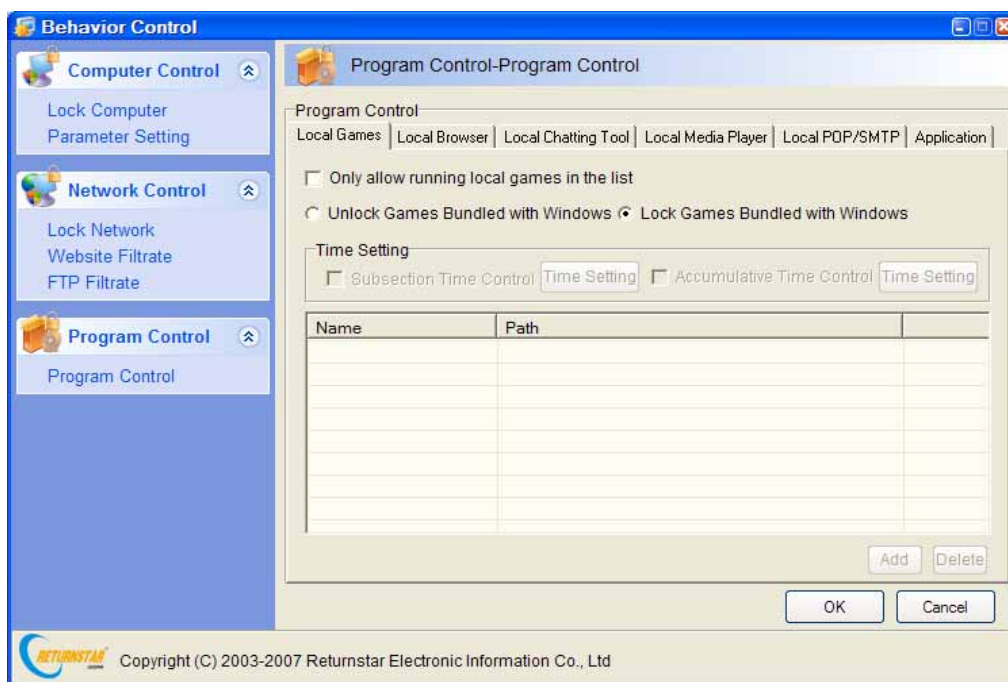 Behavior Control
Computer Control
Lock Computer
Parameter Setting
Network Control
Lock Network
Website Filtrate
FTP Filtrate
Program Control
Program Control
Program Control-Program Control
Program Control
Local Games Local Browser Local Chatting Tool Local Media Player Local POP/SMTP Application
Only allow running local games in the list
Unlock Games Bundled with Windows Lock Games Bundled with Windows
Time Setting
Subsection Time Control Time Setting Accumulative Time Control Time Setting
Name Path
Add Delete
OK Cancel
RETURNSTAR Copyright (C) 2003-2007 Returnstar Electronic Information Co., Ltd